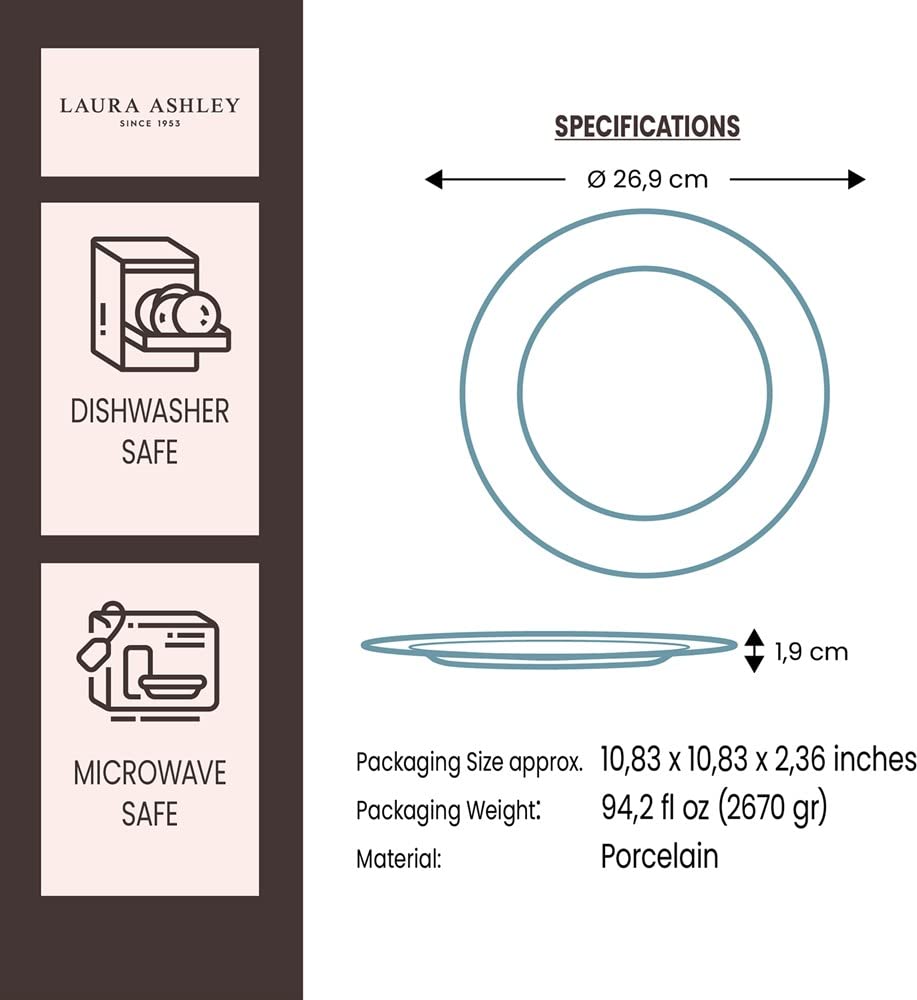 LAURA ASHLEY
SINCE 1953
DISHWASHER
SAFE
MICROWAVE
SAFE
SPECIFICATIONS
Ø 26,9 cm
1,9 cm
Packaging Size approx. 10,83 x 10,83 x 2,36 inches
Packaging Weight: 94,2 fl oz (2670 gr)
Material: Porcelain